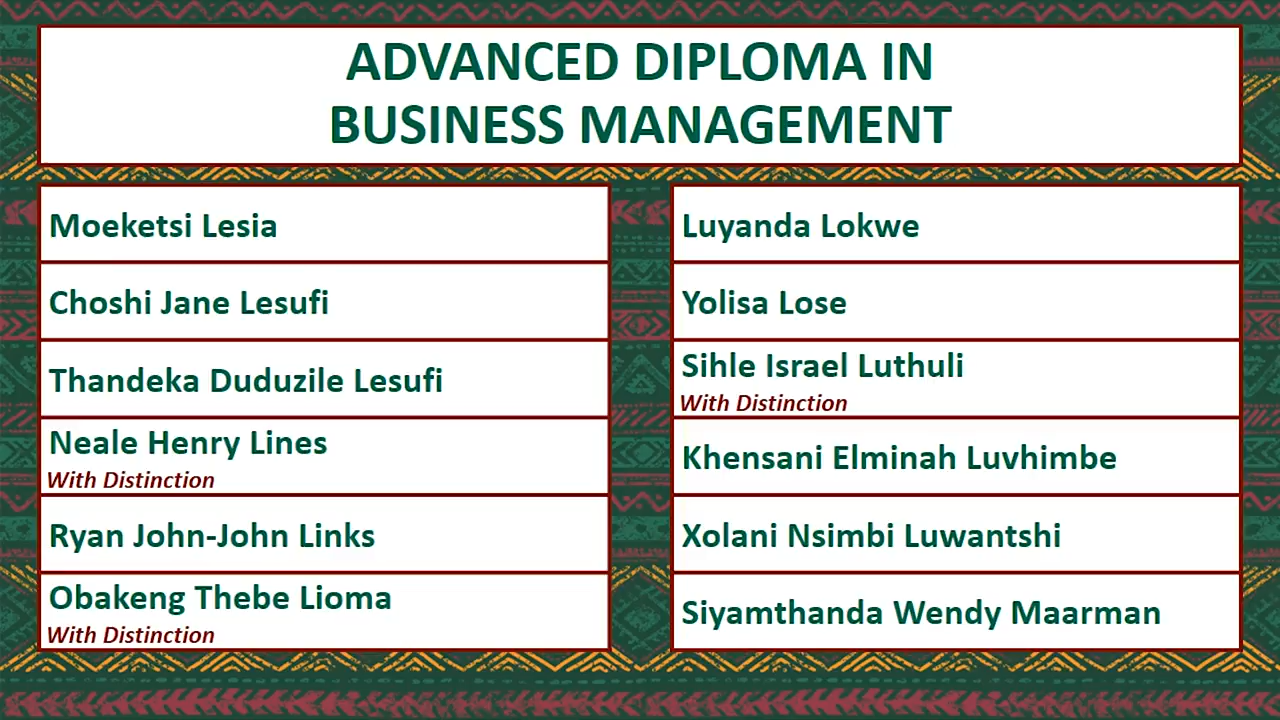 ADVANCED DIPLOMA IN
BUSINESS MANAGEMENT
Moeketsi Lesia
Choshi Jane Lesufi
Thandeka Duduzile Lesufi
Neale Henry Lines
With Distinction
Ryan John-John Links
Obakeng Thebe Lioma
With Distinction
Luyanda Lokwe
Yolisa Lose
Sihle Israel Luthuli
With Distinction
Khensani Elminah Luvhimbe
Xolani Nsimbi Luwantshi
Siyamthanda Wendy Maarman